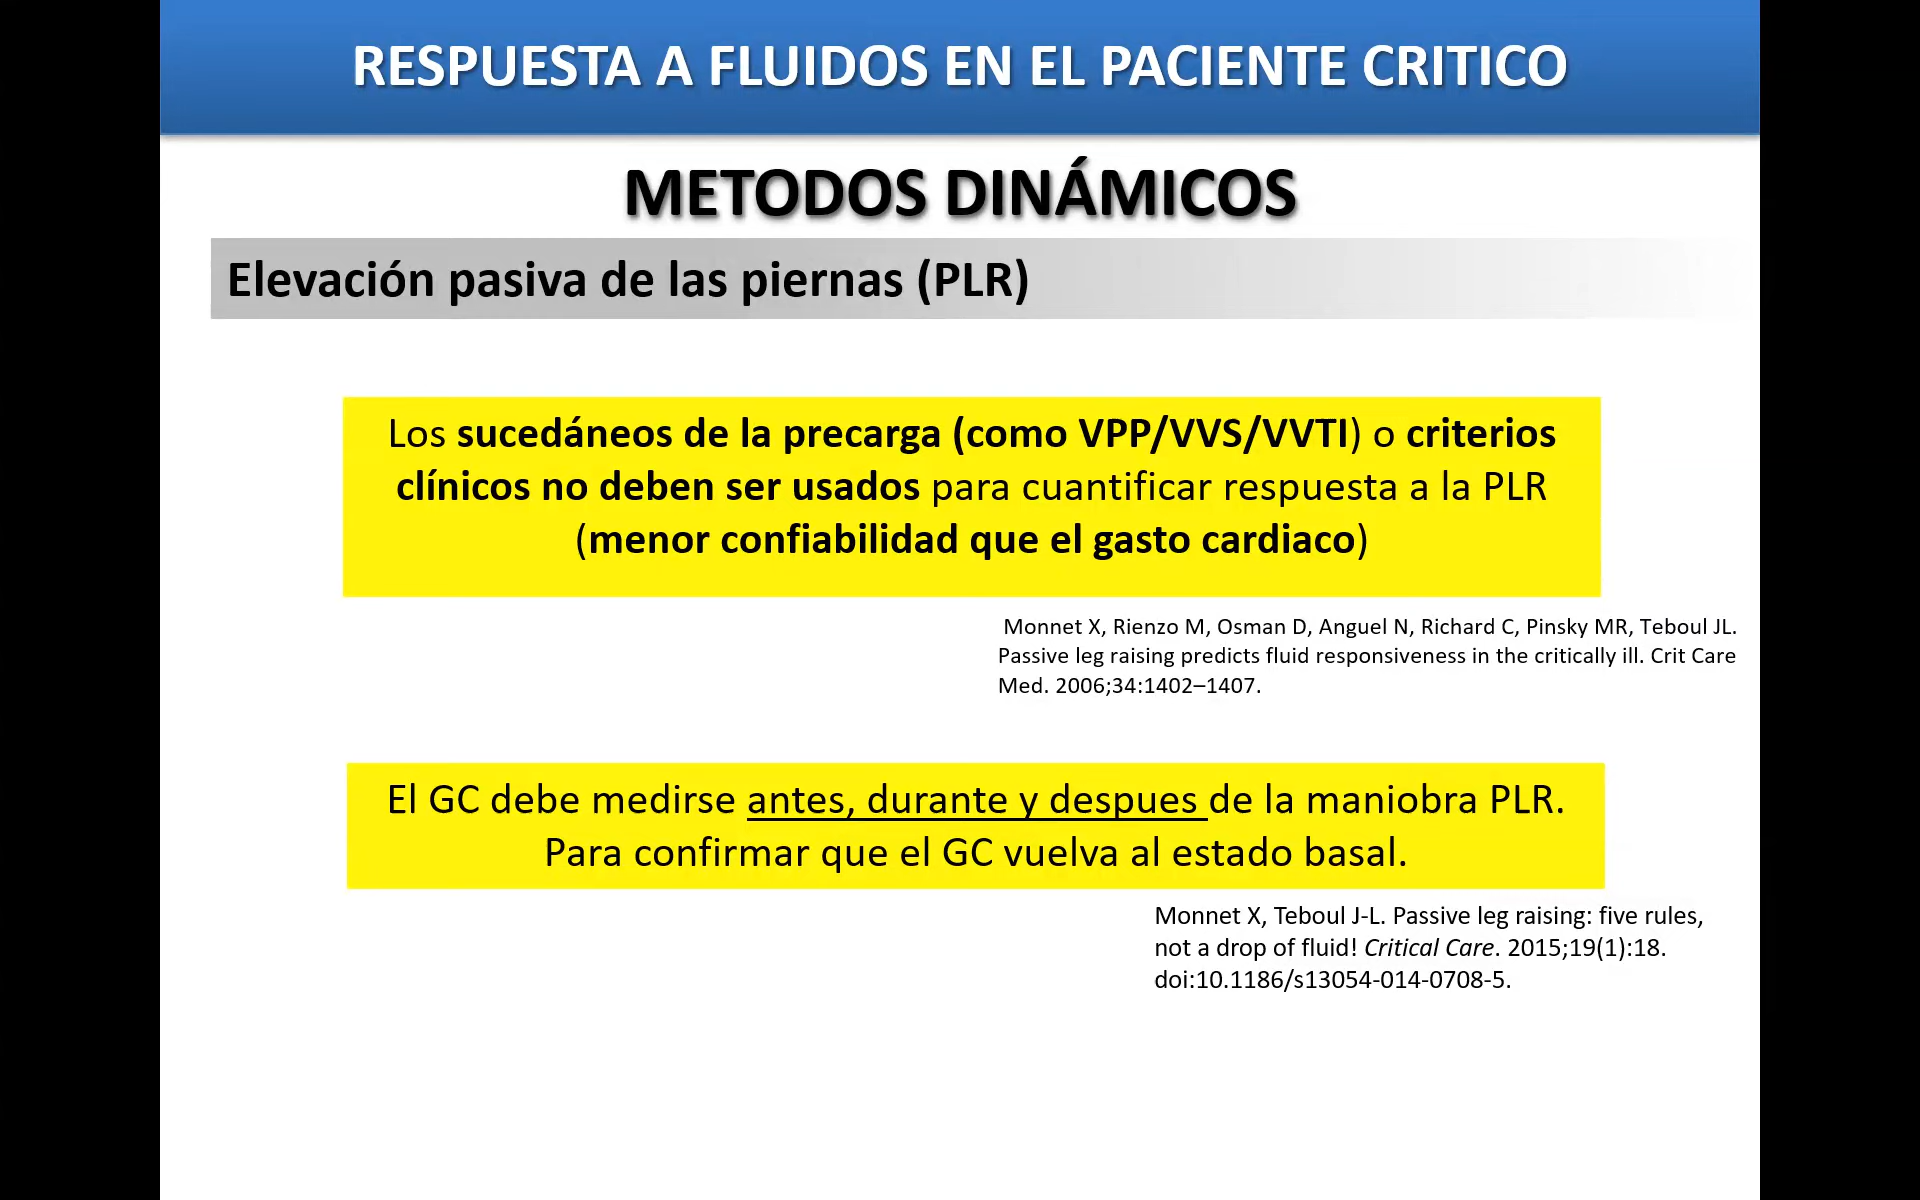 RESPUESTA A FLUIDOS EN EL PACIENTE CRITICO
METODOS DINÁMICOS
Elevación pasiva de las piernas (PLR)
Los sucedáneos de la precarga (como VPP/VVS/VVTI) o criterios
clínicos no deben ser usados para cuantificar respuesta a la PLR
(menor confiabilidad que el gasto cardiaco)
Monnet X, Rienzo M, Osman D, Anguel N, Richard C, Pinsky MR, Teboul JL.
Passive leg raising predicts fluid responsiveness in the critically ill. Crit Care
Med. 2006;34:1402–1407.
El GC debe medirse antes, durante y despues de la maniobra PLR.
Para confirmar que el GC vuelva al estado basal.
Monnet X, Teboul J-L. Passive leg raising: five rules,
not a drop of fluid! Critical Care. 2015;19(1):18.
doi:10.1186/s13054-014-0708-5.